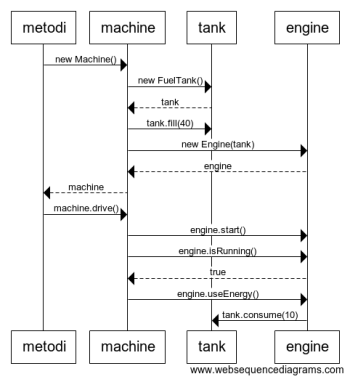 metodi machine tank engine
new Machine()
new FuelTank()
tank
tank.fill(40)
new Engine(tank)
engine
machine
machine.drive()
engine.start()
engine.isRunning()
true
engine.useEnergy()
tank.consume(10)
metodi machine tank engine
www.websequencediagrams.com